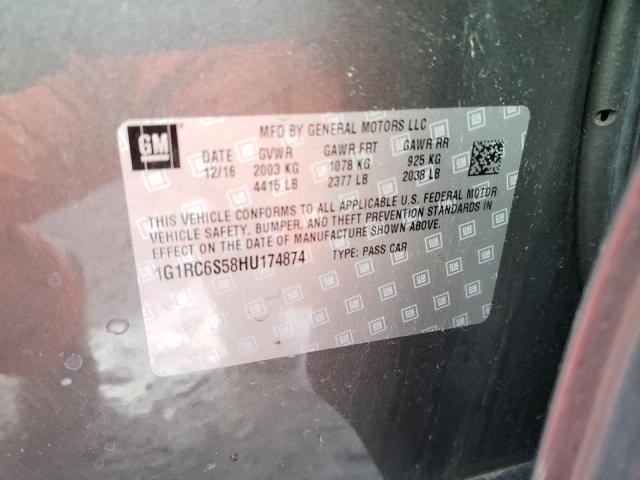 GM
MFD BY GENERAL MOTORS LLC
DATE GVWR GAWR FRT GAWR RR
12/16 2003 KG 1078 KG 925 KG
4415 LB 2377 LB 2038 LB
THIS VEHICLE CONFORMS TO ALL APPLICABLE U.S. FEDERAL MOTOR
VEHICLE SAFETY, BUMPER, AND THEFT PREVENTION STANDARDS IN
EFFECT ON THE DATE OF MANUFACTURE SHOWN ABOVE.
1G1RC6S58HU174874 TYPE: PASS CAR